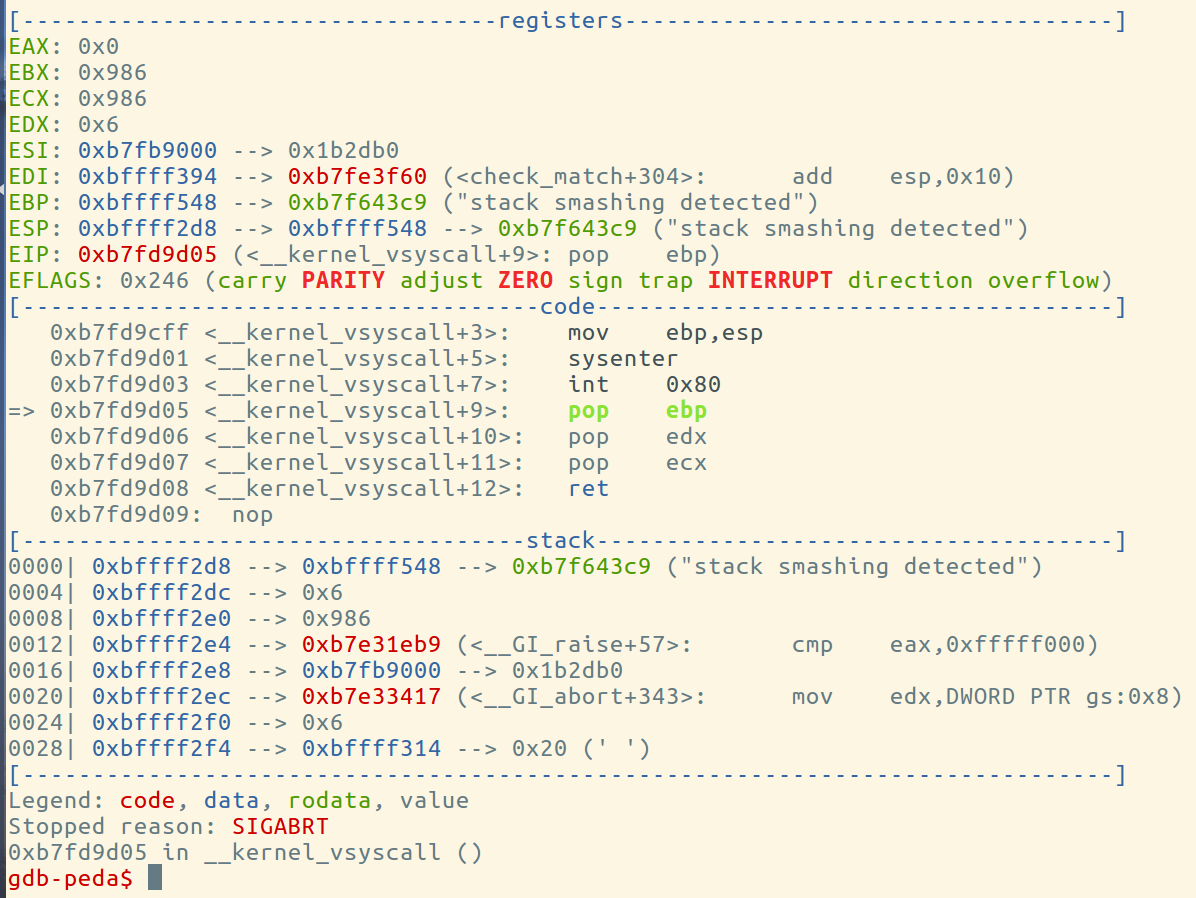 [----------------------------------registers-----------------------------------]
EAX: 0x0
EBX: 0x986
ECX: 0x986
EDX: 0x6
ESI: 0xb7fb9000 --> 0x1b2db0
EDI: 0xbffff394 --> 0xb7fe3f60 (<check_match+304>:      add    esp,0x10)
EBP: 0xbffff548 --> 0xb7f643c9 ("stack smashing detected")
ESP: 0xbffff2d8 --> 0xbffff548 --> 0xb7f643c9 ("stack smashing detected")
EIP: 0xb7fd9d05 (<__kernel_vsyscall+9>: pop    ebp)
EFLAGS: 0x246 (carry PARITY adjust ZERO sign trap INTERRUPT direction overflow)
[-------------------------------------code-------------------------------------]
   0xb7fd9cff <__kernel_vsyscall+3>:    mov    ebp,esp
   0xb7fd9d01 <__kernel_vsyscall+5>:    sysenter
   0xb7fd9d03 <__kernel_vsyscall+7>:    int    0x80
=> 0xb7fd9d05 <__kernel_vsyscall+9>:    pop    ebp
   0xb7fd9d06 <__kernel_vsyscall+10>:   pop    edx
   0xb7fd9d07 <__kernel_vsyscall+11>:   pop    ecx
   0xb7fd9d08 <__kernel_vsyscall+12>:   ret
   0xb7fd9d09:  nop
[------------------------------------stack-------------------------------------]
0000| 0xbffff2d8 --> 0xbffff548 --> 0xb7f643c9 ("stack smashing detected")
0004| 0xbffff2dc --> 0x6
0008| 0xbffff2e0 --> 0x986
0012| 0xbffff2e4 --> 0xb7e31eb9 (<__GI_raise+57>:       cmp    eax,0xfffff000)
0016| 0xbffff2e8 --> 0xb7fb9000 --> 0x1b2db0
0020| 0xbffff2ec --> 0xb7e33417 (<__GI_abort+343>:      mov    edx,DWORD PTR gs:0x8)
0024| 0xbffff2f0 --> 0x6
0028| 0xbffff2f4 --> 0xbffff314 --> 0x20 (' ')
[------------------------------------------------------------------------------]
Legend: code, data, rodata, value
Stopped reason: SIGABRT
0xb7fd9d05 in __kernel_vsyscall ()
gdb-peda$